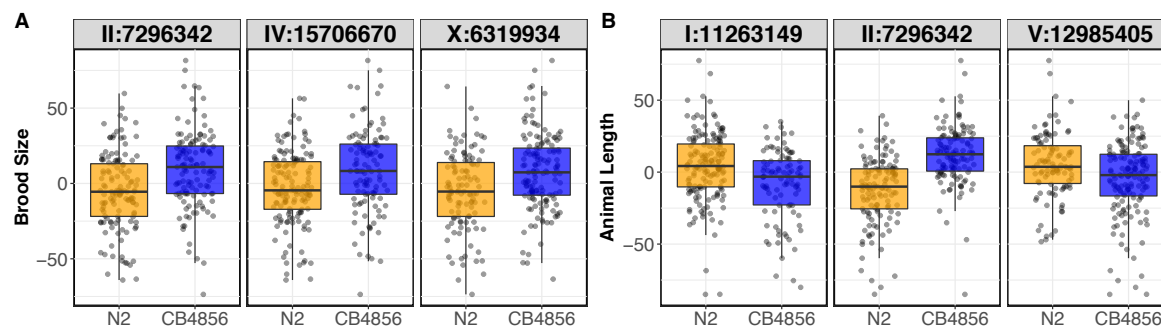 A
II:7296342 IV:15706670 X:6319934
Brood Size
50
0
−50
N2 CB4856 N2 CB4856 N2 CB4856
B
I:11263149 II:7296342 V:12985405
Animal Length
50
0
−50
N2 CB4856 N2 CB4856 N2 CB4856